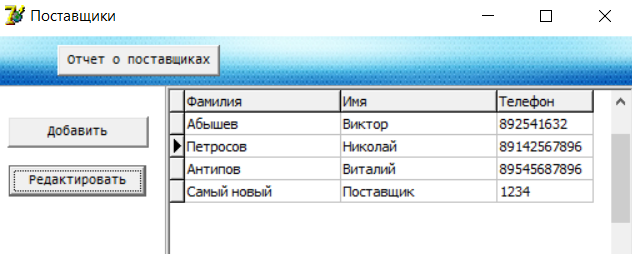 Поставщики
Отчет о поставщиках
Добавить
Редактировать
Фамилия Имя Телефон
Абышев Виктор 892541632
Петросов Николай 89142567896
Антипов Виталий 89545687896
Самый новый Поставщик 1234